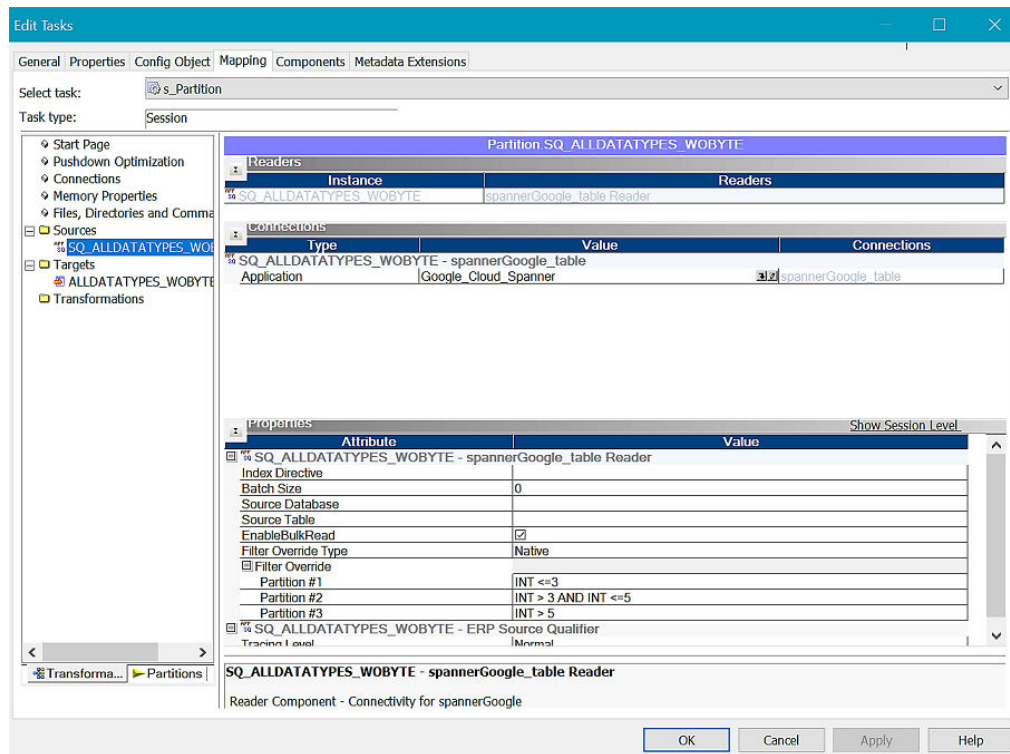 Edit Tasks
General Properties Config Object Mapping Components Metadata Extensions
Select task: s_Partition
Task type: Session
Start Page
Pushdown Optimization
Connections
Memory Properties
Files, Directories and Comma
Sources
SQ_ALLDATATYPES_WOB
Targets
ALLDATATYPES_WOBYTE
Transformations
Transforma... Partitions
Partition SQ_ALLDATATYPES_WOBYTE
Readers
Instance Readers
SQ_ALLDATATYPES_WOBYTE spannerGoogle_table Reader
Connections
Type Value Connections
SQ_ALLDATATYPES_WOBYTE - spannerGoogle_table
Application Google_Cloud_Spanner spannerGoogle_table
Properties Show Session Level
Attribute Value
SQ_ALLDATATYPES_WOBYTE - spannerGoogle_table Reader
Index Directive
Batch Size 0
Source Database
Source Table
EnableBulkRead
Filter Override Type Native
Filter Override
Partition #1 INT <=3
Partition #2 INT > 3 AND INT <=5
Partition #3 INT > 5
SQ_ALLDATATYPES_WOBYTE - ERP Source Qualifier
Tracing Level Normal
SQ_ALLDATATYPES_WOBYTE - spannerGoogle_table Reader
Reader Component - Connectivity for spannerGoogle
OK Cancel Apply Help